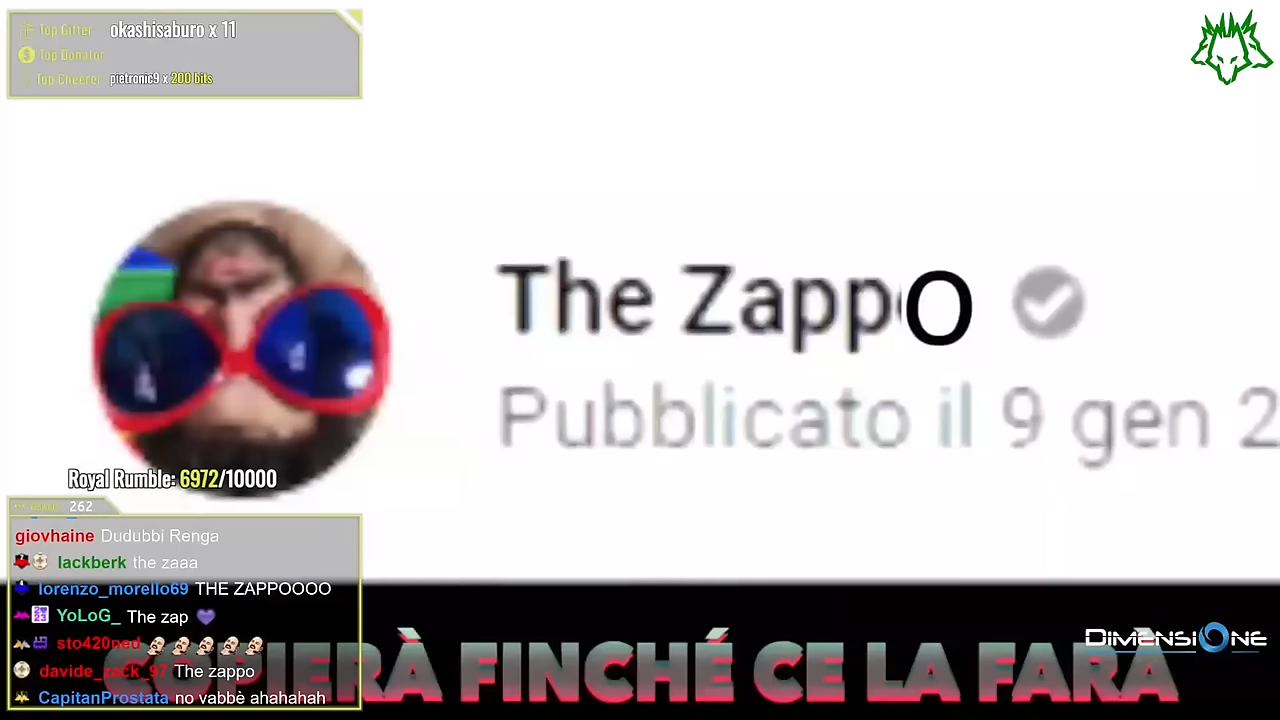 Top Gifter okashisaburo x 11
Top Donator
Top Cheerer pietronic9 x 200 bits
The Zappo
Pubblicato il 9 gen 2
Royal Rumble: 6972/10000
262
giovhaine Dudubbi Renga
lackberk the zaaa
lorenzo_morello69 THE ZAPPOOOO
YoLoG_ The zap
sto420ned
davide_zack_97 The zappo
CapitanProstata no vabbè ahahahah
FINCHÉ CE LA FARÀ
DIMENSIONE